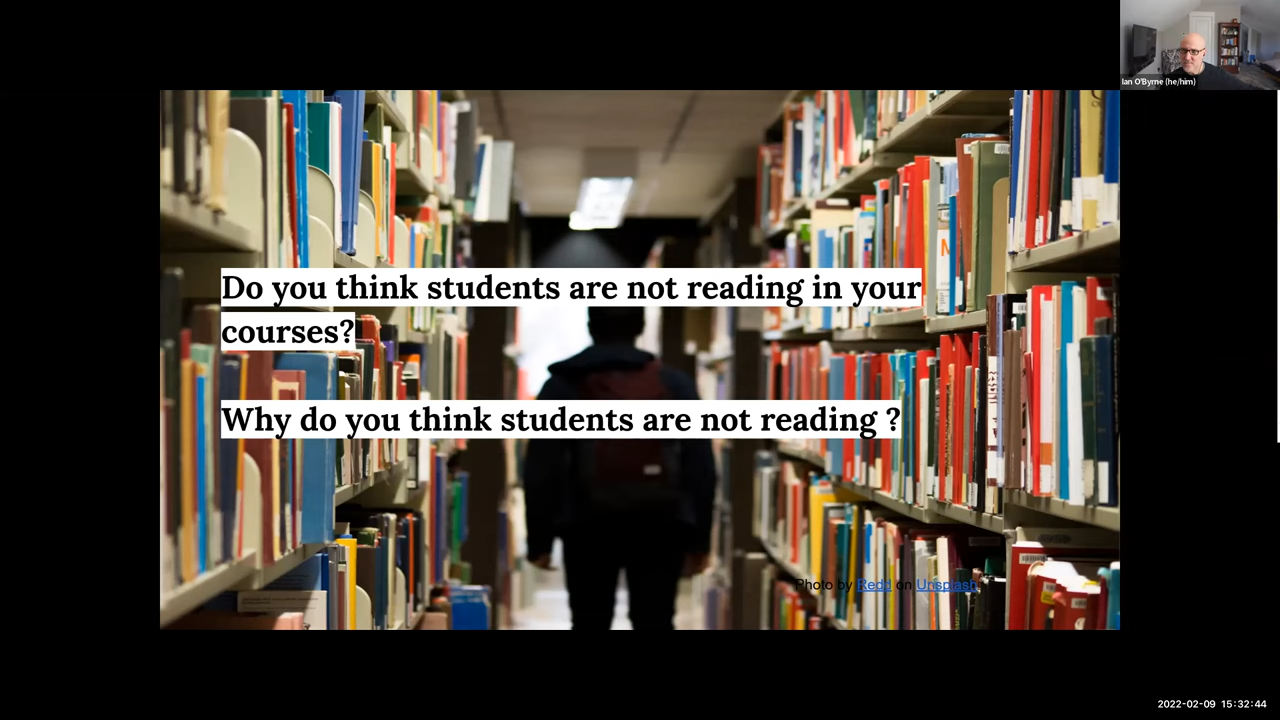 Ian O'Byrne (he/him)
Do you think students are not reading in your
courses?
Why do you think students are not reading ?
Photo by Redd on Unsplash
2022-02-09 15:32:44